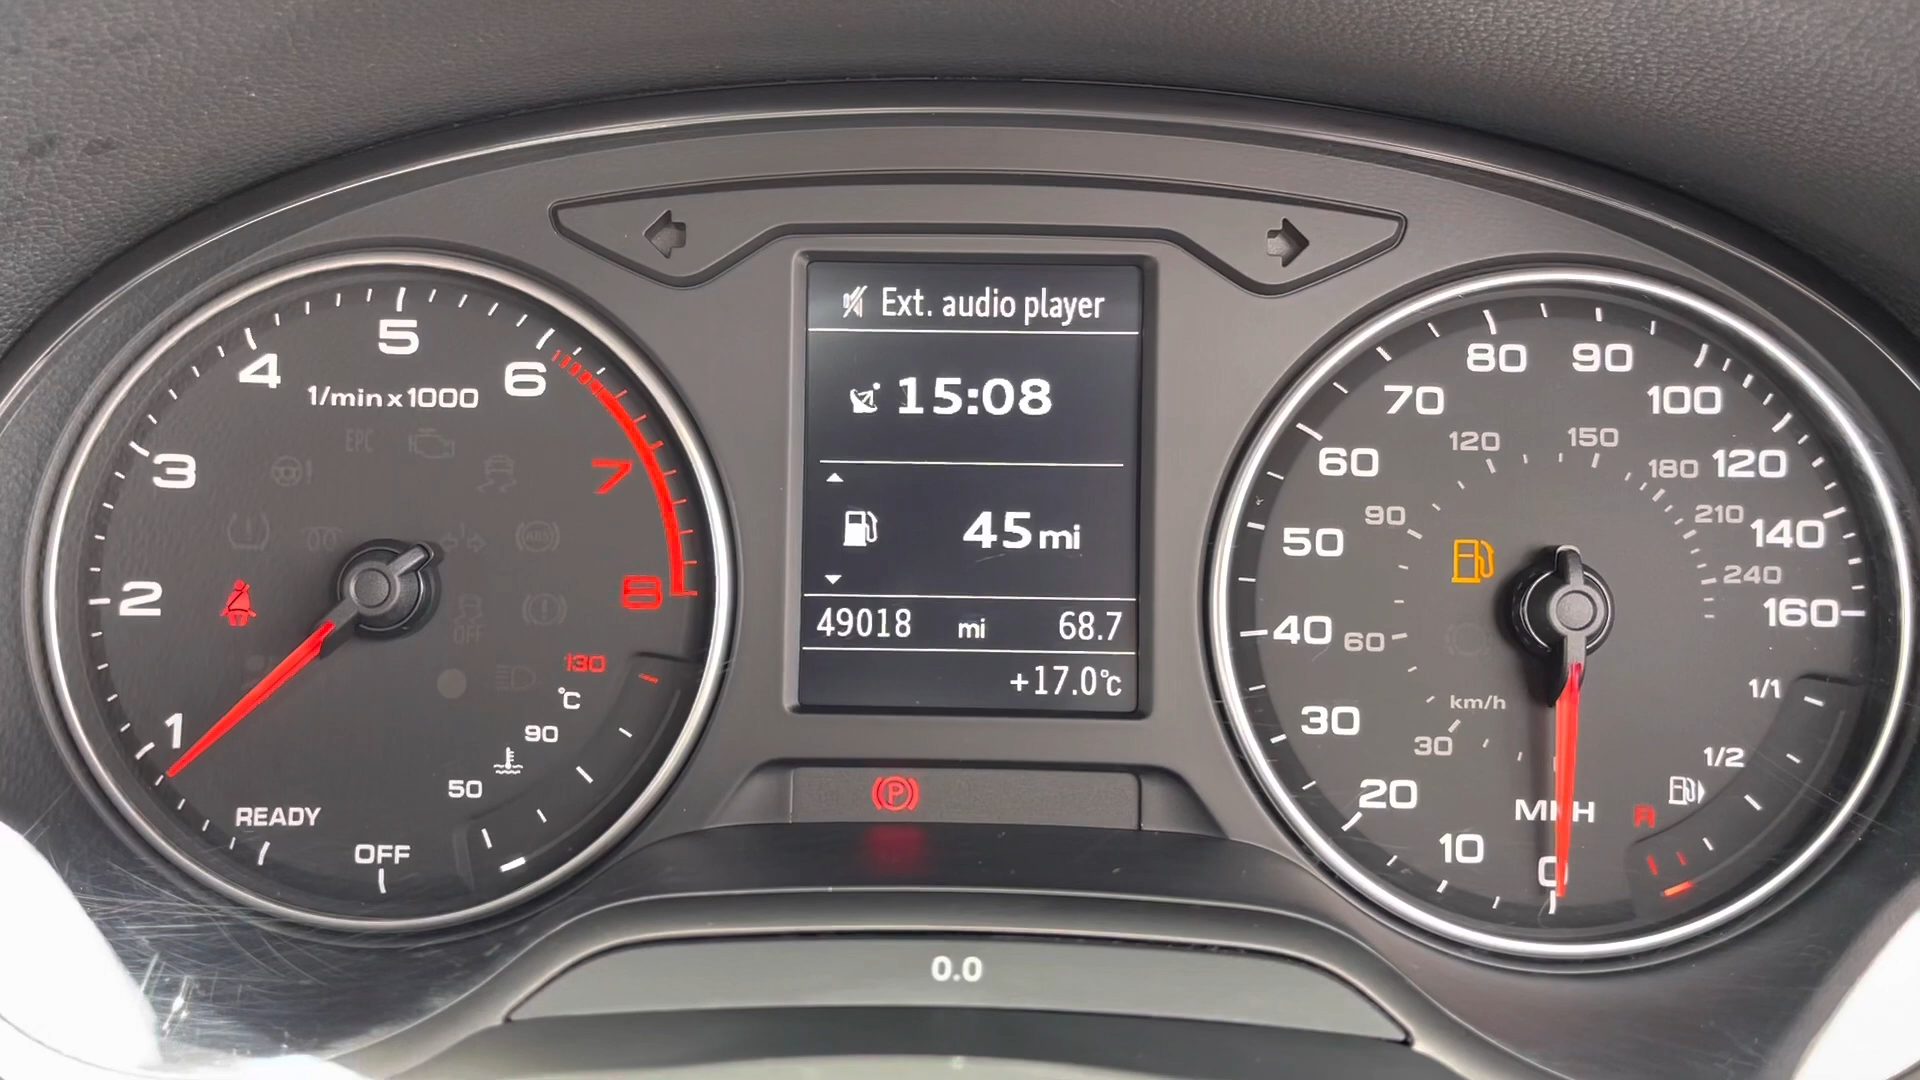 Ext. audio player
15:08
45 mi
49018 mi 68.7
+17.0°C
1
2
3
4
5
6
7
8
1/min x 1000
EPC
ABS
OFF
READY
OFF
50
90
130
°C
P
0
10
20
30
40
50
60
70
80
90
100
120
140
160
MPH
30
60
90
120
150
180
210
240
km/h
1/1
1/2
R
0.0